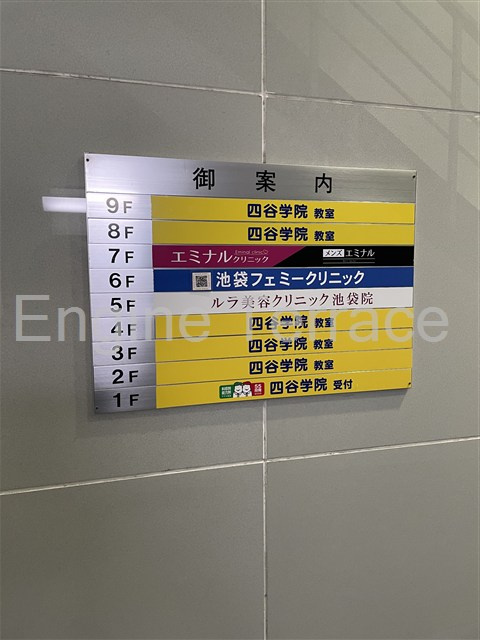 御案内
9F 四谷学院 教室
8F 四谷学院 教室
7F エミナルクリニック メンズエミナル
6F 池袋フェミークリニック
5F ルラ美容クリニック池袋院
4F 四谷学院 教室
3F 四谷学院 教室
2F 四谷学院 教室
1F 四谷学院 受付
Engine Terrace